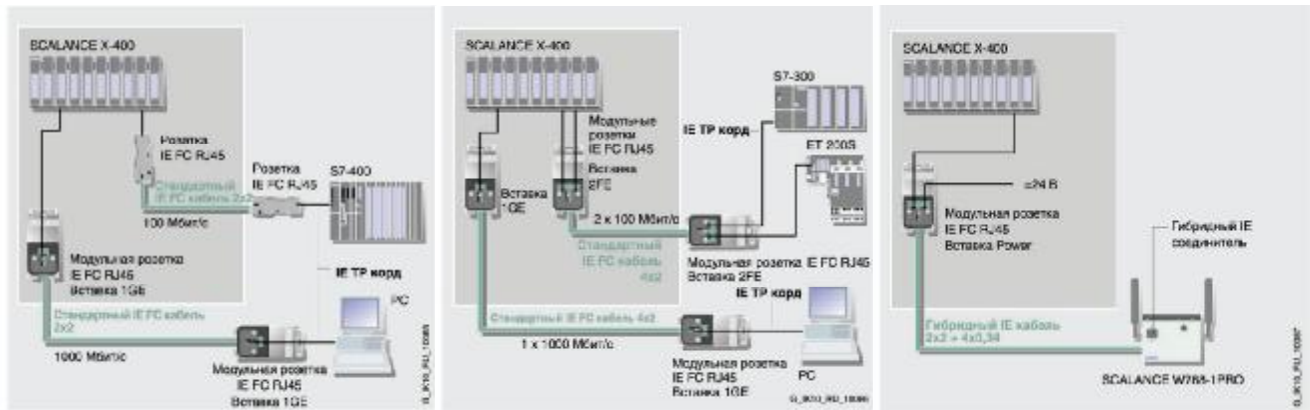 SCALANCE X-400
Розетка
IE FC RJ45
Розетка
IE FC RJ45
S7-400
Стандартный
IE FC кабель 2x2
100 Мбит/с
Модульная розетка
IE FC RJ45
Вставка 1GE
IE TP корд
PC
Стандартный IE FC кабель
2x2
1000 Мбит/с
Модульная розетка
IE FC RJ45
Вставка 1GE
SCALANCE X-400
S7-300
Модульные
розетки
IE FC RJ45
IE TP корд
ET 200S
Вставка
2FE
Вставка
1GE
2 x 100 Мбит/с
Стандартный
IE FC кабель
4x2
Модульная розетка IE FC RJ45
Вставка 2FE
IE TP корд
Стандартный IE FC кабель 4x2
1 x 1000 Мбит/с
Модульная розетка
IE FC RJ45
Вставка 1GE
PC
SCALANCE X-400
=24 В
Модульная розетка
IE FC RJ45
Вставка Power
Гибридный IE
соединитель
Гибридный IE кабель
2x2 + 4x0,34
SCALANCE W788-1PRO